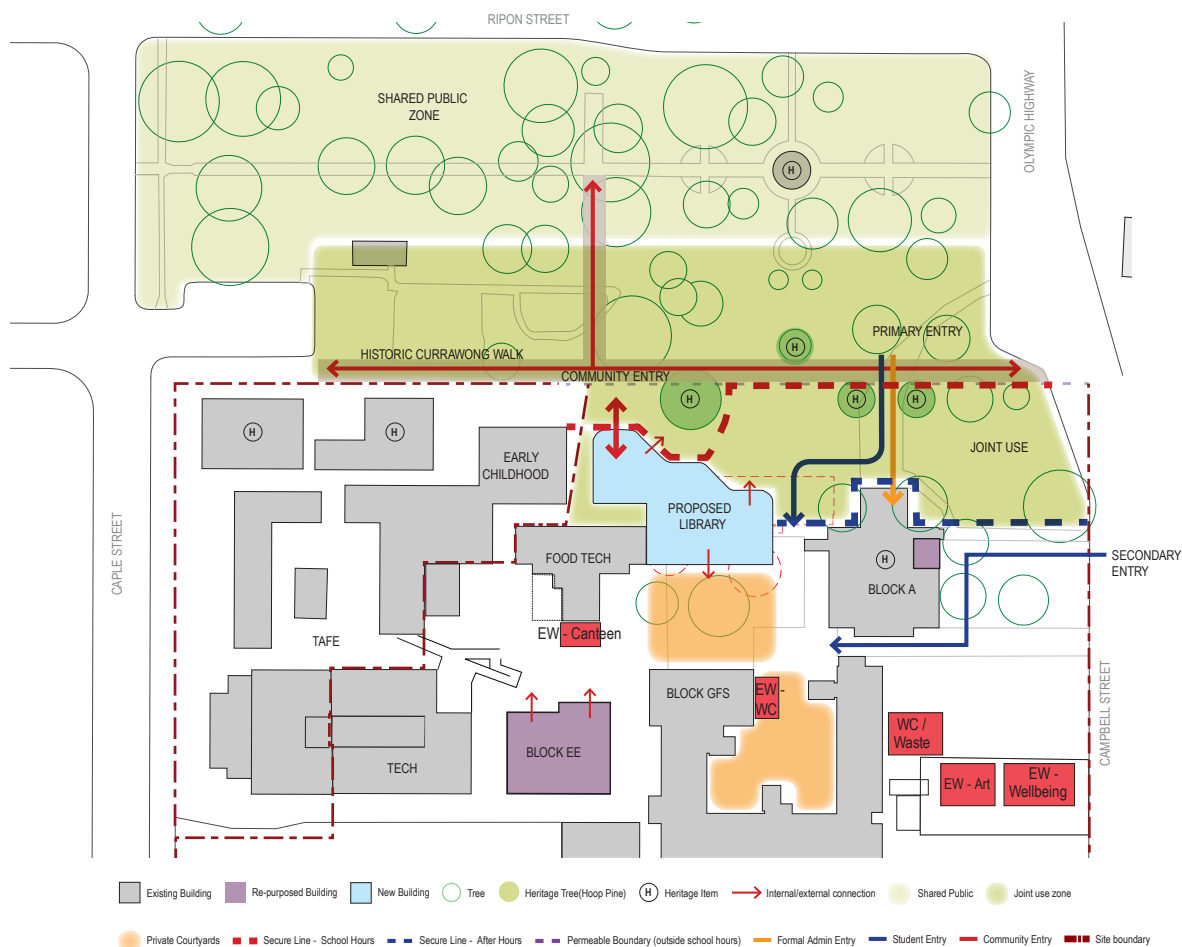 RIPON STREET
SHARED PUBLIC
ZONE
OLYMPIC HIGHWAY
H
H
PRIMARY ENTRY
HISTORIC CURRAWONG WALK
COMMUNITY ENTRY
H
H
H
H
H
EARLY
CHILDHOOD
JOINT USE
PROPOSED
LIBRARY
FOOD TECH
SECONDARY
ENTRY
H
BLOCK A
CAPLE STREET
TAFE
EW - Canteen
BLOCK GFS
EW -
WC
WC /
Waste
CAMPBELL STREET
BLOCK EE
TECH
EW - Art
EW -
Wellbeing
Existing Building
Re-purposed Building
New Building
Tree
Heritage Tree(Hoop Pine)
H
Heritage Item
Internal/external connection
Shared Public
Joint use zone
Private Courtyards
Secure Line - School Hours
Secure Line - After Hours
Permeable Boundary (outside school hours)
Formal Admin Entry
Student Entry
Community Entry
Site boundary